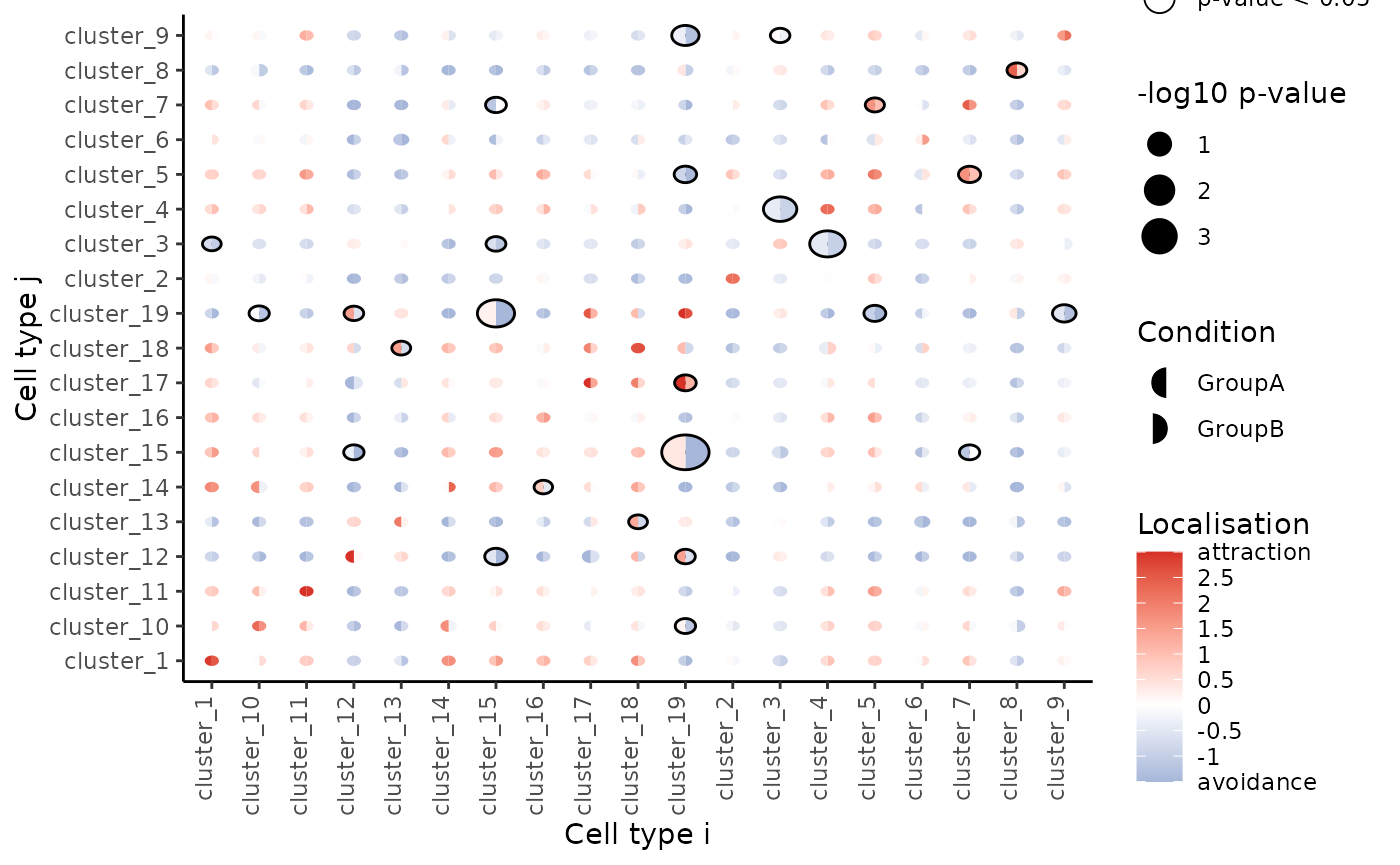 p-value < 0.05
cluster_9
cluster_8
cluster_7
cluster_6
cluster_5
cluster_4
cluster_3
cluster_2
cluster_19
cluster_18
cluster_17
cluster_16
cluster_15
cluster_14
cluster_13
cluster_12
cluster_11
cluster_10
cluster_1
Cell type j
cluster_1
cluster_10
cluster_11
cluster_12
cluster_13
cluster_14
cluster_15
cluster_16
cluster_17
cluster_18
cluster_19
cluster_2
cluster_3
cluster_4
cluster_5
cluster_6
cluster_7
cluster_8
cluster_9
Cell type i
-log10 p-value
1
2
3
Condition
GroupA
GroupB
Localisation
attraction
2.5
2
1.5
1
0.5
0
-0.5
-1
avoidance